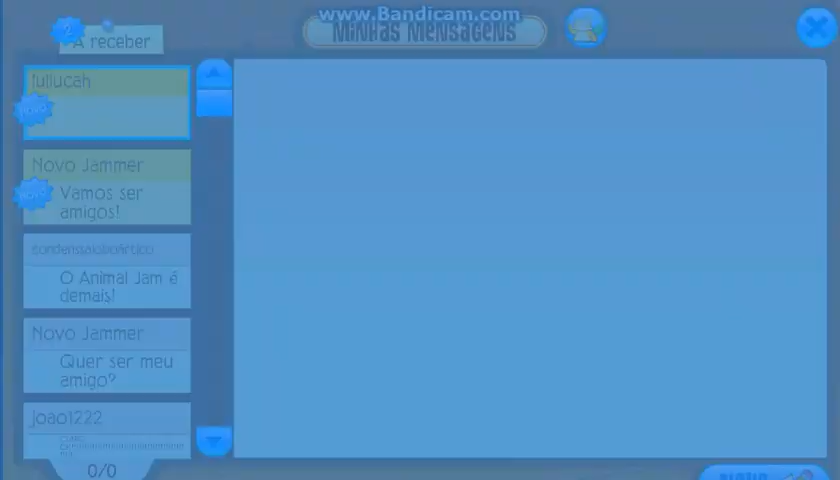 www.Bandicam.com
Minhas Mensagens
2
A receber
lullucah
Novo Jammer
Vamos ser
amigos!
O Animal Jam é
demais!
Novo Jammer
Quer ser meu
amigo?
joao1222
0/0